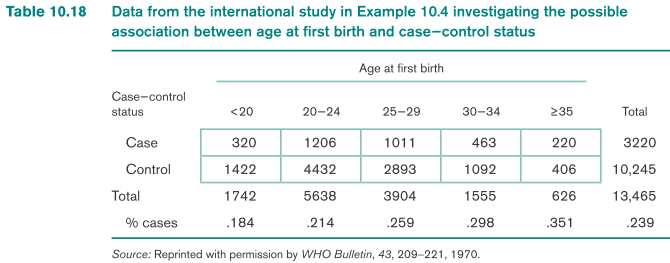 Table 10.18 Data from the international study in Example 10.4 investigating the possible
association between age at first birth and case–control status
Age at first birth
Case–control
status <20 20–24 25–29 30–34 ≥35 Total
Case 320 1206 1011 463 220 3220
Control 1422 4432 2893 1092 406 10,245
Total 1742 5638 3904 1555 626 13,465
% cases .184 .214 .259 .298 .351 .239
Source: Reprinted with permission by WHO Bulletin, 43, 209–221, 1970.